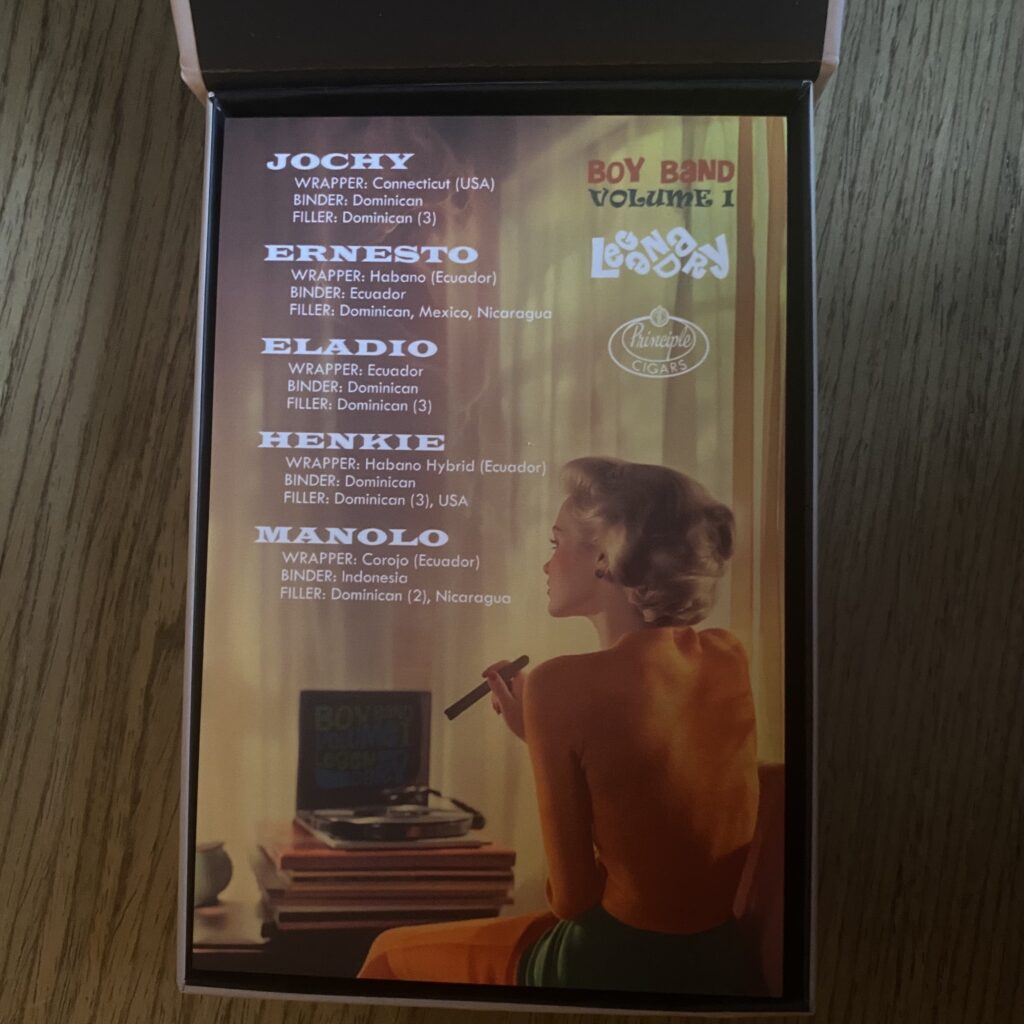 JOCHY
WRAPPER: Connecticut (USA)
BINDER: Dominican
FILLER: Dominican (3)
ERNESTO
WRAPPER: Habano (Ecuador)
BINDER: Ecuador
FILLER: Dominican, Mexico, Nicaragua
ELADIO
WRAPPER: Ecuador
BINDER: Dominican
FILLER: Dominican (3)
HENKIE
WRAPPER: Habano Hybrid (Ecuador)
BINDER: Dominican
FILLER: Dominican (3), USA
MANOLO
WRAPPER: Corojo (Ecuador)
BINDER: Indonesia
FILLER: Dominican (2), Nicaragua
BOY BaND
VOLUME I
LeGeNDaRy
Principle
CIGARS
BOY BAND